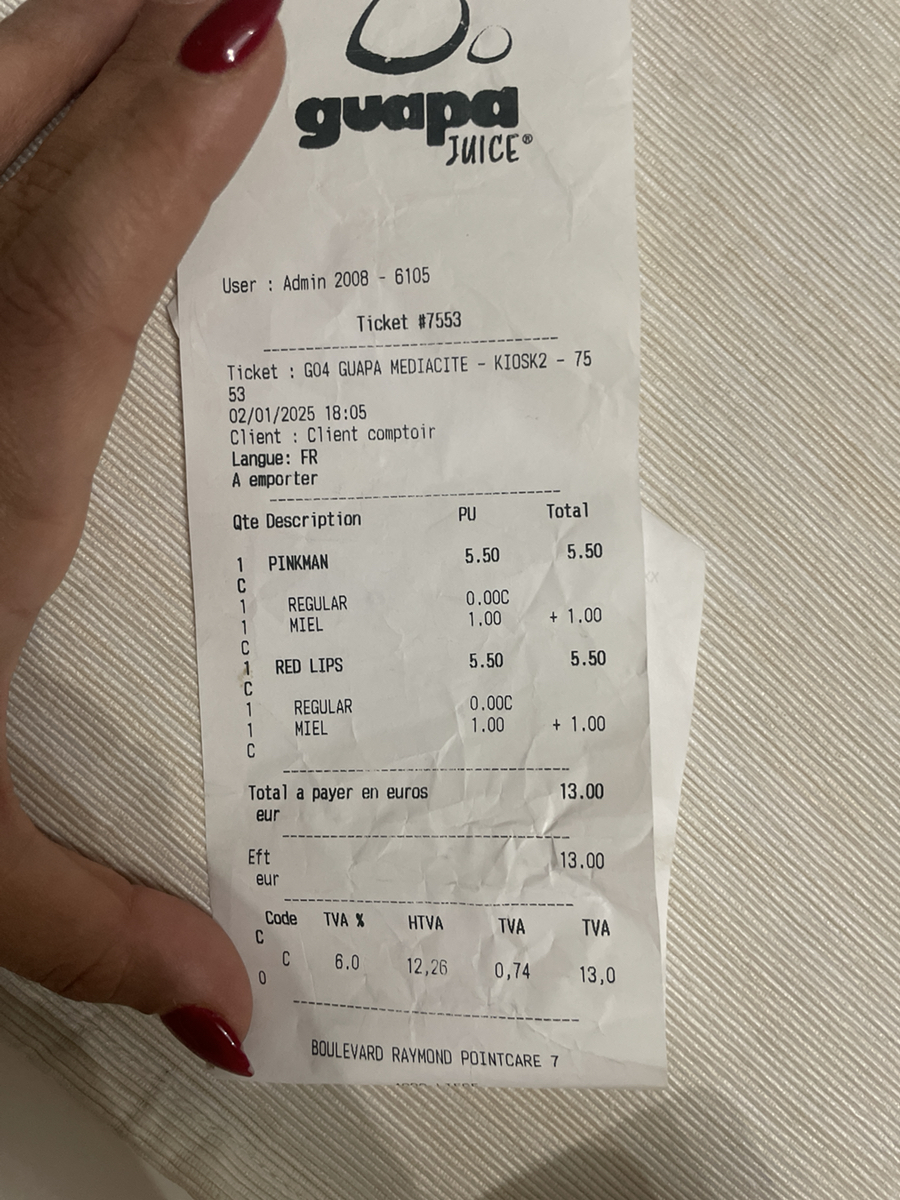 guapa
JUICE®
User : Admin 2008 - 6105
Ticket #7553
Ticket : G04 GUAPA MEDIACITE - KIOSK2 - 75
53
02/01/2025 18:05
Client : Client comptoir
Langue: FR
A emporter
Qte Description PU Total
1 PINKMAN 5.50 5.50
C
1 REGULAR 0.00C
1 MIEL 1.00 + 1.00
C
1 RED LIPS 5.50 5.50
C
1 REGULAR 0.00C
1 MIEL 1.00 + 1.00
C
Total a payer en euros 13.00
eur
Eft 13.00
eur
Code TVA % HTVA TVA TVA
C
C 6.0 12,26 0,74 13,0
0
BOULEVARD RAYMOND POINTCARE 7